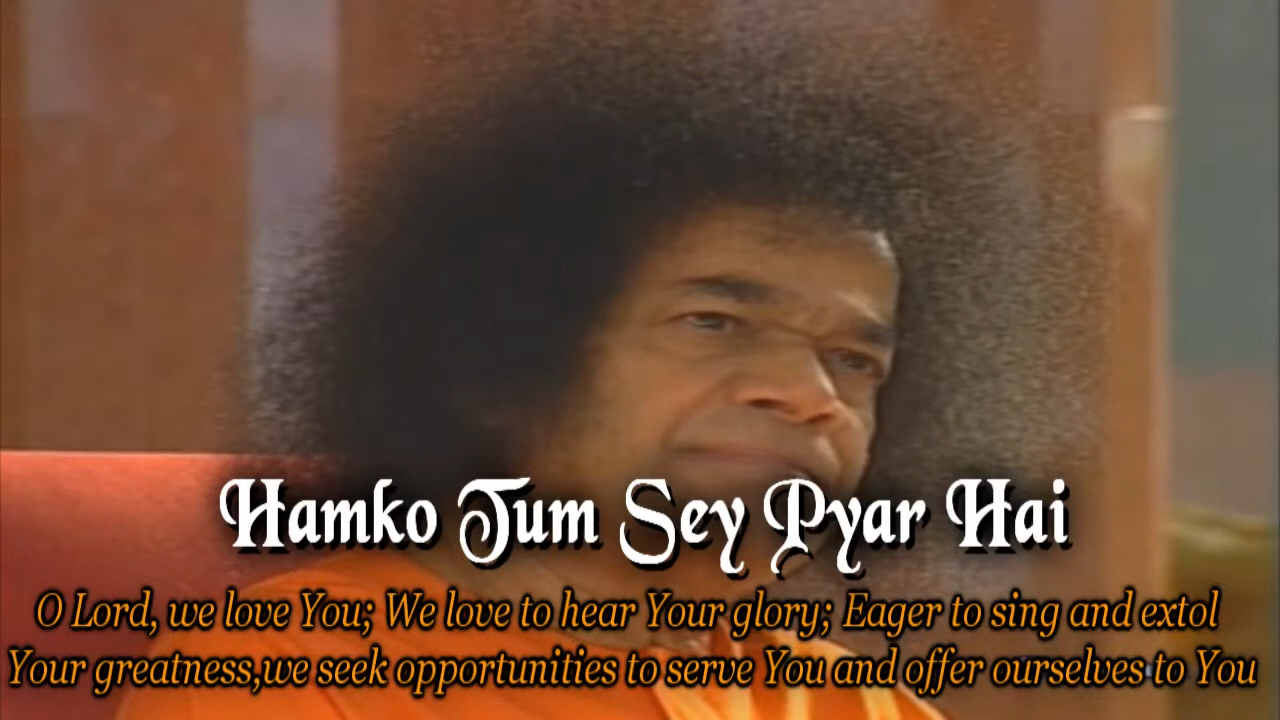 Hamko Tum Sey Pyar Hai
O Lord, we love You; We love to hear Your glory; Eager to sing and extol
Your greatness,we seek opportunities to serve You and offer ourselves to You